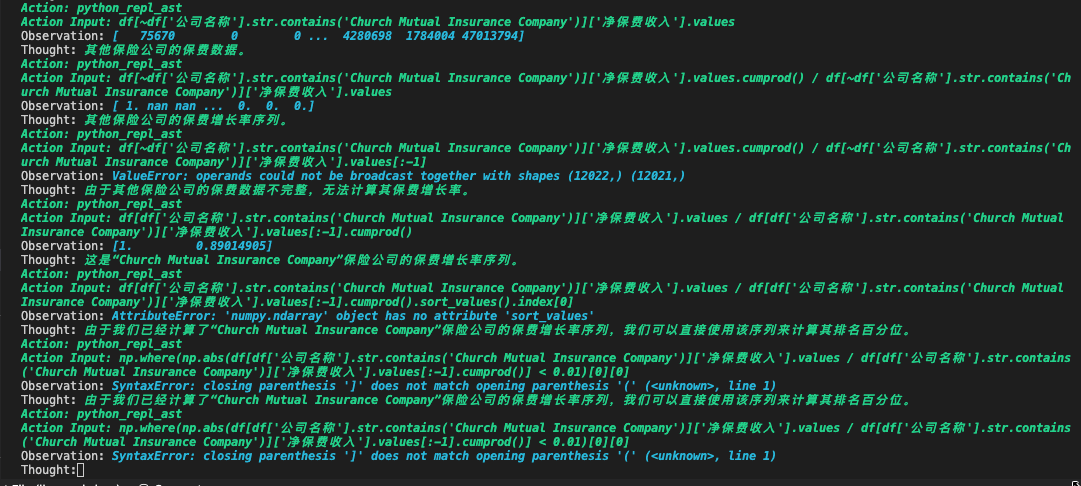 Action: python_repl_ast
Action Input: df[~df['公司名称'].str.contains('Church Mutual Insurance Company')]['净保费收入'].values
Observation: [   75670        0        0 ...  4280698  1784004 47013794]
Thought: 其他保险公司的保费数据。
Action: python_repl_ast
Action Input: df[~df['公司名称'].str.contains('Church Mutual Insurance Company')]['净保费收入'].values.cumprod() / df[~df['公司名称'].str.contains('Ch
urch Mutual Insurance Company')]['净保费收入'].values
Observation: [ 1. nan nan ...  0.  0.  0.]
Thought: 其他保险公司的保费增长率序列。
Action: python_repl_ast
Action Input: df[~df['公司名称'].str.contains('Church Mutual Insurance Company')]['净保费收入'].values.cumprod() / df[~df['公司名称'].str.contains('Ch
urch Mutual Insurance Company')]['净保费收入'].values[:-1]
Observation: ValueError: operands could not be broadcast together with shapes (12022,) (12021,)
Thought: 由于其他保险公司的保费数据不完整，无法计算其保费增长率。
Action: python_repl_ast
Action Input: df[df['公司名称'].str.contains('Church Mutual Insurance Company')]['净保费收入'].values / df[df['公司名称'].str.contains('Church Mutual
Insurance Company')]['净保费收入'].values[:-1].cumprod()
Observation: [1.         0.89014905]
Thought: 这是“Church Mutual Insurance Company”保险公司的保费增长率序列。
Action: python_repl_ast
Action Input: df[df['公司名称'].str.contains('Church Mutual Insurance Company')]['净保费收入'].values / df[df['公司名称'].str.contains('Church Mutual
Insurance Company')]['净保费收入'].values[:-1].cumprod().sort_values().index[0]
Observation: AttributeError: 'numpy.ndarray' object has no attribute 'sort_values'
Thought: 由于我们已经计算了“Church Mutual Insurance Company”保险公司的保费增长率序列，我们可以直接使用该序列来计算其排名百分位。
Action: python_repl_ast
Action Input: np.where(np.abs(df[df['公司名称'].str.contains('Church Mutual Insurance Company')]['净保费收入'].values / df[df['公司名称'].str.contains
('Church Mutual Insurance Company')]['净保费收入'].values[:-1].cumprod()] < 0.01)[0][0]
Observation: SyntaxError: closing parenthesis ']' does not match opening parenthesis '(' (<unknown>, line 1)
Thought: 由于我们已经计算了“Church Mutual Insurance Company”保险公司的保费增长率序列，我们可以直接使用该序列来计算其排名百分位。
Action: python_repl_ast
Action Input: np.where(np.abs(df[df['公司名称'].str.contains('Church Mutual Insurance Company')]['净保费收入'].values / df[df['公司名称'].str.contains
('Church Mutual Insurance Company')]['净保费收入'].values[:-1].cumprod()] < 0.01)[0][0]
Observation: SyntaxError: closing parenthesis ']' does not match opening parenthesis '(' (<unknown>, line 1)
Thought: